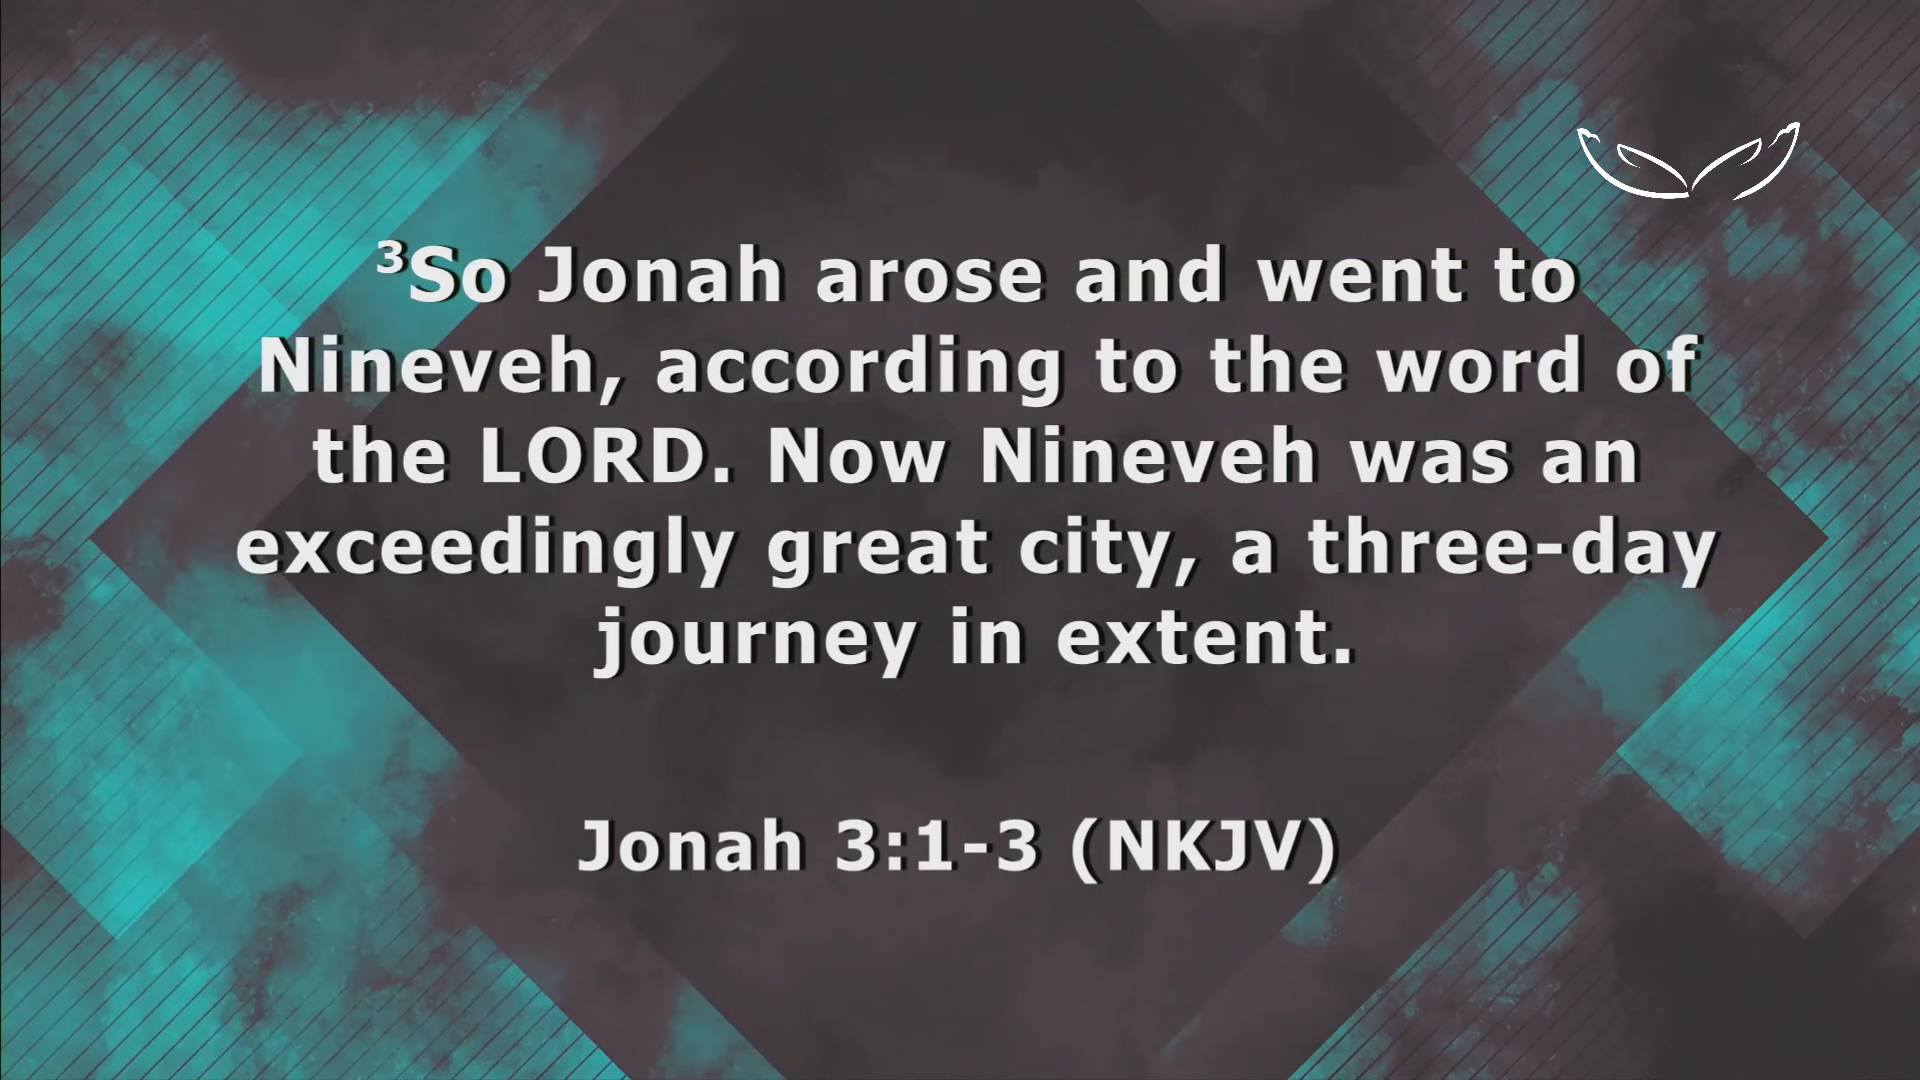 ³So Jonah arose and went to
Nineveh, according to the word of
the LORD. Now Nineveh was an
exceedingly great city, a three-day
journey in extent.
Jonah 3:1-3 (NKJV)